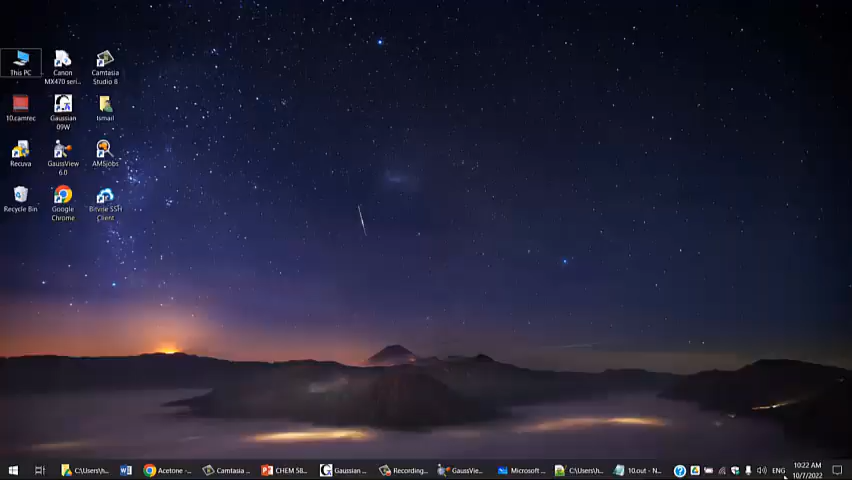 This PC
Canon
MX470 seri...
Camtasia
Studio 8
10.camrec
Gaussian
09W
Ismail
Recuva
GaussView
6.0
AMSjobs
Recycle Bin
Google
Chrome
Bitvise SSH
Client
C:\Users\h...
Acetone - ...
Camtasia ...
CHEM 58...
Gaussian ...
Recording...
GaussVie...
Microsoft ...
C:\Users\h...
10.out - N...
ENG
10:22 AM
10/7/2022